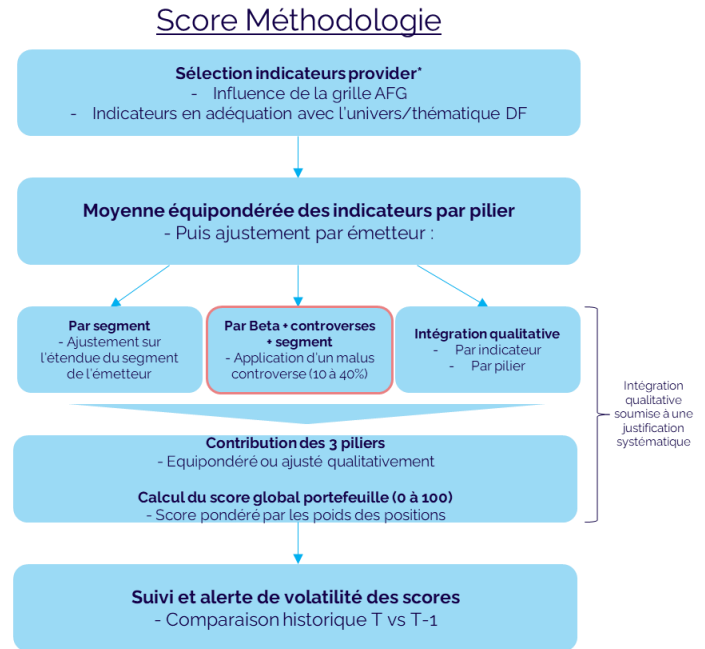 Score Méthodologie
Sélection indicateurs provider*
- Influence de la grille AFG
- Indicateurs en adéquation avec l'univers/thématique DF
Moyenne équipondérée des indicateurs par pilier
- Puis ajustement par émetteur :
Par segment
- Ajustement sur
l'étendue du segment
de l'émetteur
Par Beta + controverses
+ segment
- Application d'un malus
controverse (10 à 40%)
Intégration qualitative
- Par indicateur
- Par pilier
Intégration
qualitative
soumise à une
justification
systématique
Contribution des 3 piliers
- Equipondéré ou ajusté qualitativement
Calcul du score global portefeuille (0 à 100)
- Score pondéré par les poids des positions
Suivi et alerte de volatilité des scores
- Comparaison historique T vs T-1